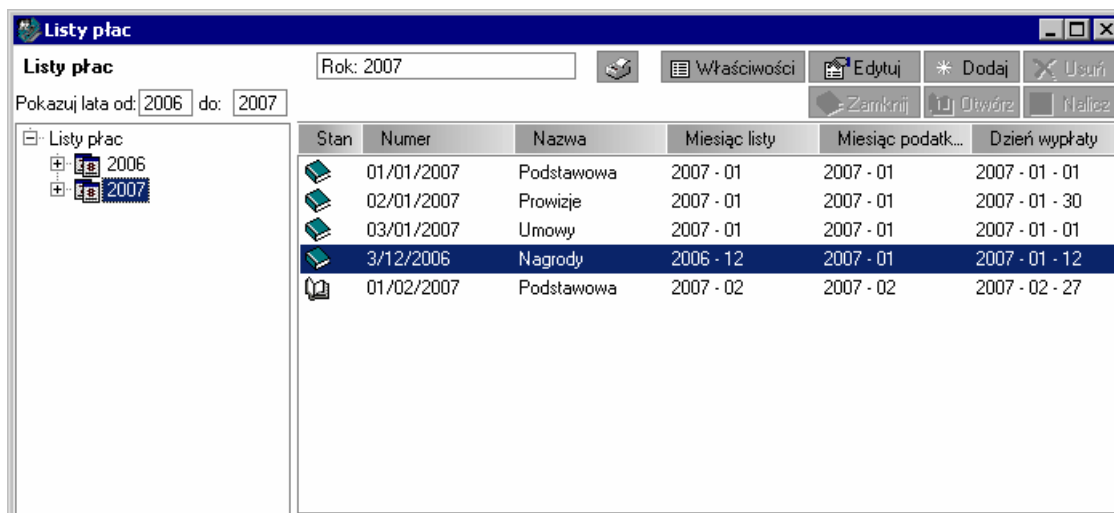 Listy płac
Listy płac Rok: 2007 Właściwości Edytuj Dodaj Usuń
Pokazuj lata od: 2006 do: 2007 Zamknij Otwórz Nalicz
Listy płac
2006
2007
Stan Numer Nazwa Miesiąc listy Miesiąc podatk... Dzień wypłaty
01/01/2007 Podstawowa 2007 - 01 2007 - 01 2007 - 01 - 01
02/01/2007 Prowizje 2007 - 01 2007 - 01 2007 - 01 - 30
03/01/2007 Umowy 2007 - 01 2007 - 01 2007 - 01 - 01
3/12/2006 Nagrody 2006 - 12 2007 - 01 2007 - 01 - 12
01/02/2007 Podstawowa 2007 - 02 2007 - 02 2007 - 02 - 27